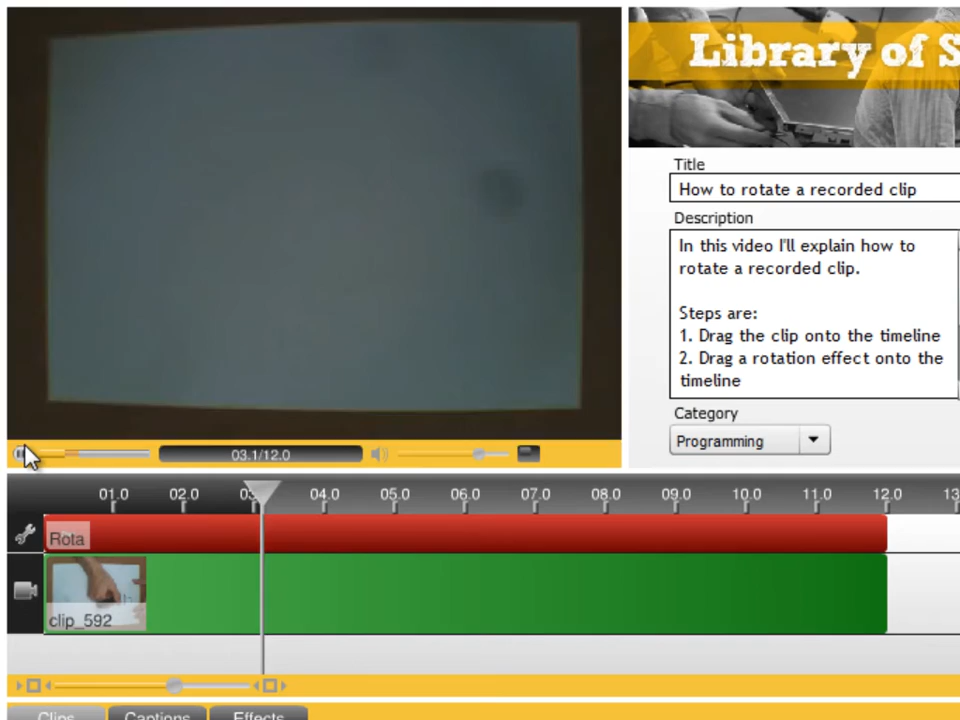 Library of S
Title
How to rotate a recorded clip
Description
In this video I'll explain how to
rotate a recorded clip.
Steps are:
1. Drag the clip onto the timeline
2. Drag a rotation effect onto the
timeline
Category
Programming
03.1/12.0
01.0 02.0 03 04.0 05.0 06.0 07.0 08.0 09.0 10.0 11.0 12.0 13
Rota
clip_592
Clips Captions Effects